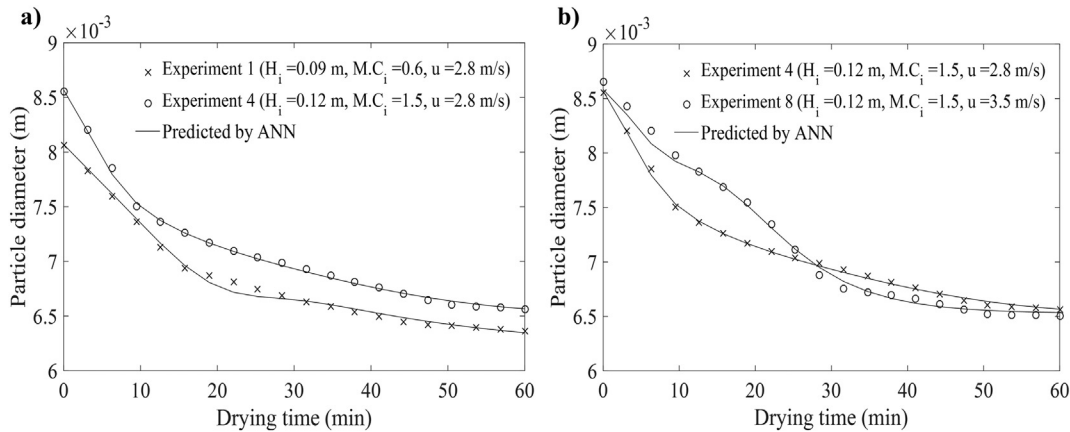 a)
×10⁻³
9
8.5
8
7.5
7
6.5
6
Particle diameter (m)
× Experiment 1 (Hᵢ =0.09 m, M.Cᵢ =0.6, u =2.8 m/s)
○ Experiment 4 (Hᵢ =0.12 m, M.Cᵢ =1.5, u =2.8 m/s)
Predicted by ANN
0 10 20 30 40 50 60
Drying time (min)
b)
×10⁻³
9
8.5
8
7.5
7
6.5
6
Particle diameter (m)
× Experiment 4 (Hᵢ =0.12 m, M.Cᵢ =1.5, u =2.8 m/s)
○ Experiment 8 (Hᵢ =0.12 m, M.Cᵢ =1.5, u =3.5 m/s)
Predicted by ANN
0 10 20 30 40 50 60
Drying time (min)